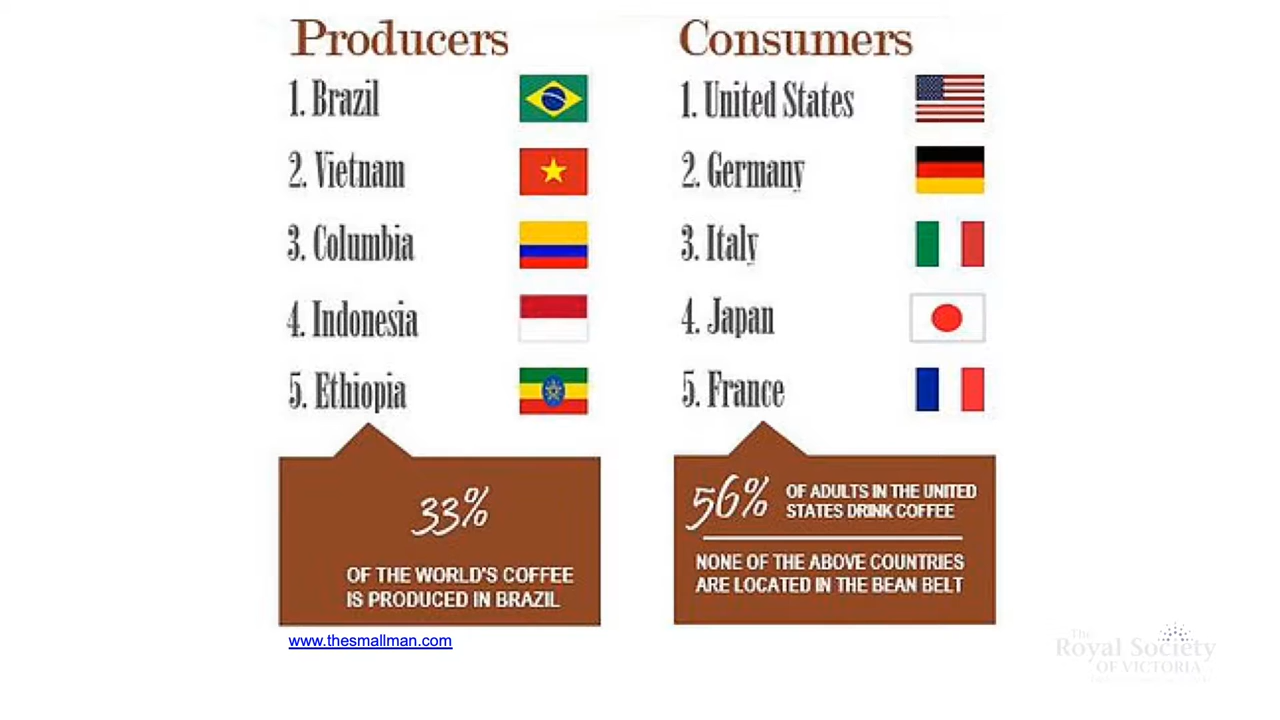 Producers
1. Brazil
2. Vietnam
3. Columbia
4. Indonesia
5. Ethiopia
33%
OF THE WORLD'S COFFEE
IS PRODUCED IN BRAZIL
www.thesmallman.com
Consumers
1. United States
2. Germany
3. Italy
4. Japan
5. France
56% OF ADULTS IN THE UNITED
STATES DRINK COFFEE
NONE OF THE ABOVE COUNTRIES
ARE LOCATED IN THE BEAN BELT
The
Royal Society
OF VICTORIA